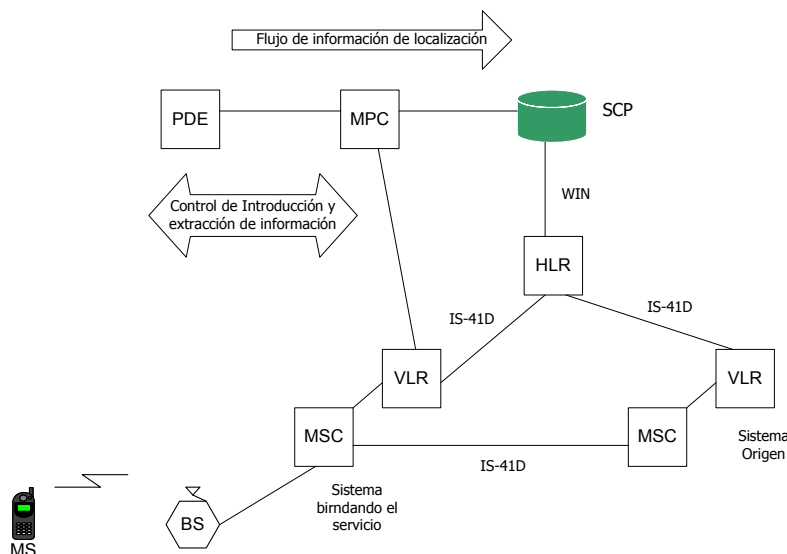 Flujo de información de localización
PDE
MPC
SCP
Control de Introducción y
extracción de información
WIN
HLR
IS-41D
IS-41D
VLR
VLR
MSC
MSC
IS-41D
Sistema
Origen
Sistema
birndando el
servicio
BS
MS